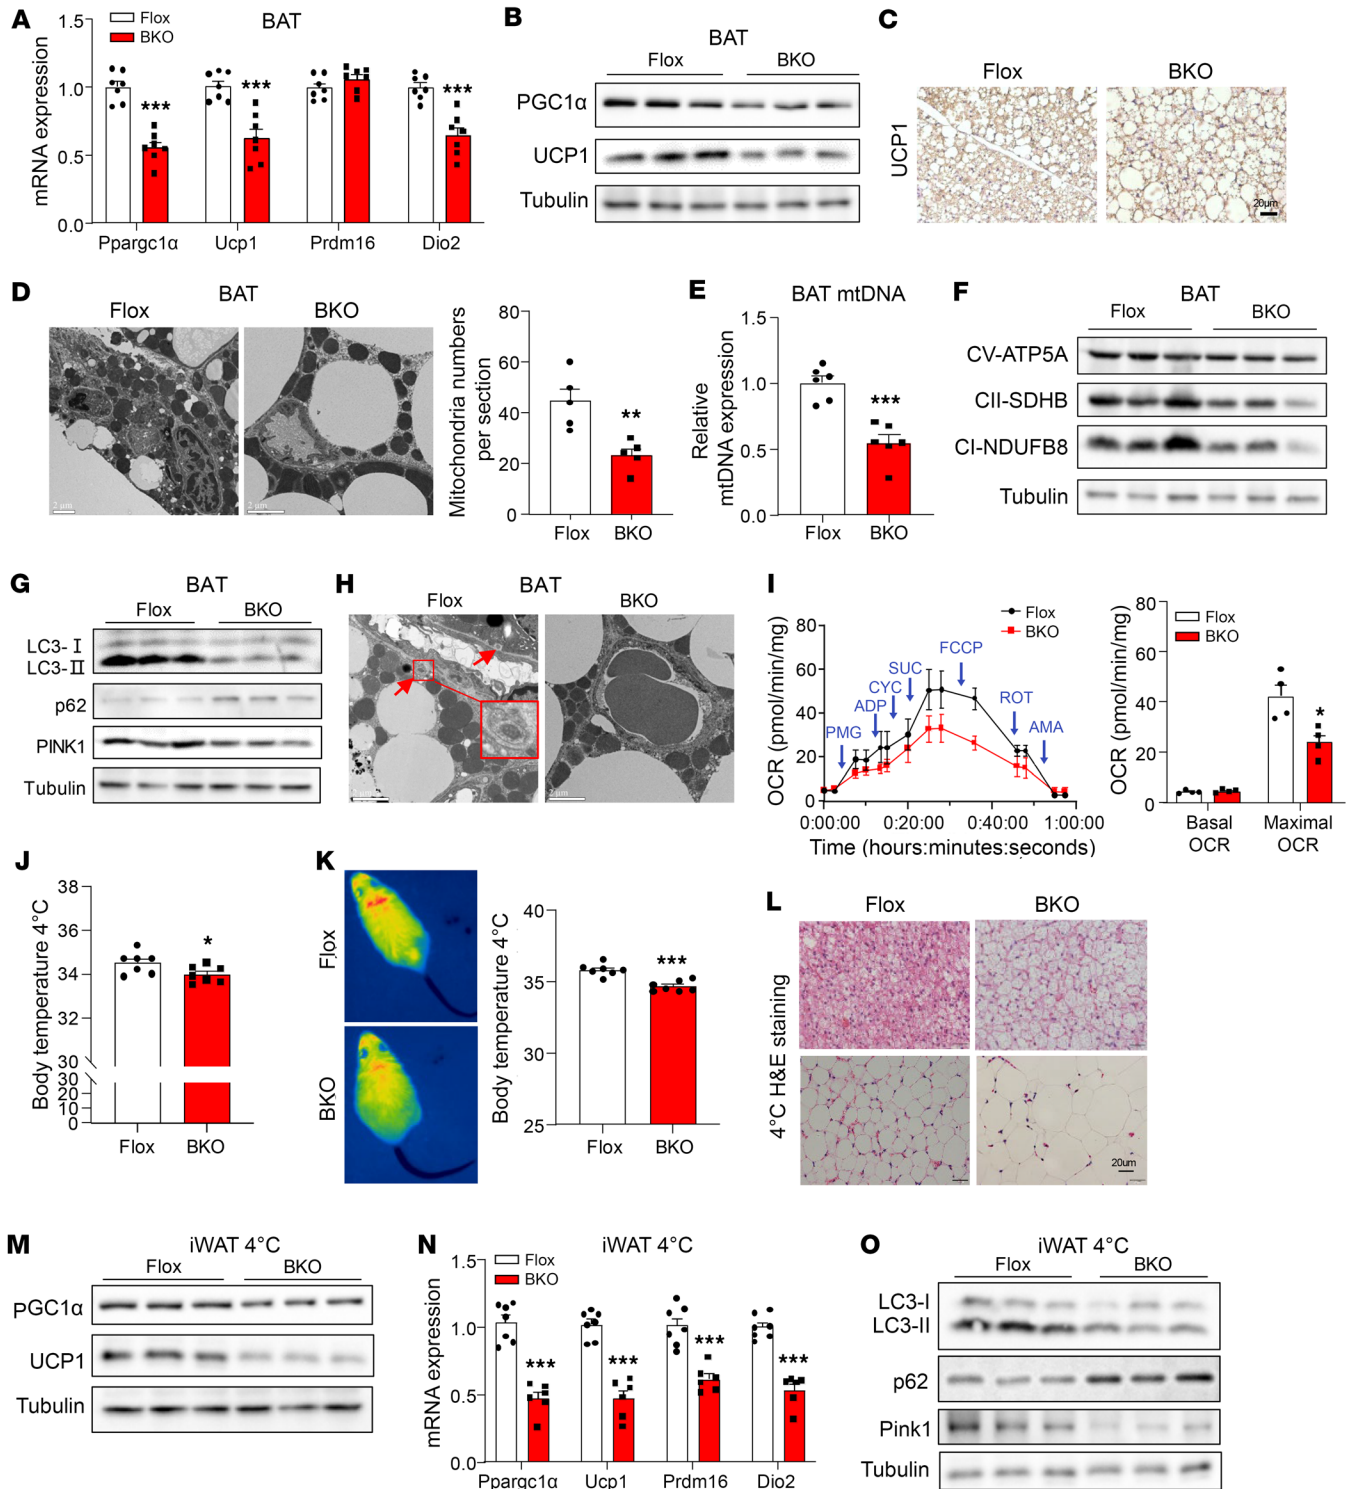 A
BAT
Flox
BKO
mRNA expression
1.5
1.0
0.5
0.0
***
***
***
Ppargc1α
Ucp1
Prdm16
Dio2
B
BAT
Flox
BKO
PGC1α
UCP1
Tubulin
C
Flox
BKO
UCP1
20μm
D
BAT
Flox
BKO
2 μm
2 μm
Mitochondria numbers
per section
80
60
40
20
0
**
Flox
BKO
E
BAT mtDNA
Relative
mtDNA expression
1.5
1.0
0.5
0.0
***
Flox
BKO
F
BAT
Flox
BKO
CV-ATP5A
CII-SDHB
CI-NDUFB8
Tubulin
G
BAT
Flox
BKO
LC3-Ⅰ
LC3-Ⅱ
p62
PINK1
Tubulin
H
BAT
Flox
BKO
2 μm
2 μm
I
Flox
BKO
OCR (pmol/min/mg)
80
60
40
20
0
PMG
ADP
CYC
SUC
FCCP
ROT
AMA
0:00:00
0:20:00
0:40:00
1:00:00
Time (hours:minutes:seconds)
OCR (pmol/min/mg)
80
60
40
20
0
Flox
BKO
*
Basal
OCR
Maximal
OCR
J
Body temperature 4°C
38
36
34
32
30
30
20
10
0
*
Flox
BKO
K
Flox
BKO
Body temperature 4°C
40
35
30
25
***
Flox
BKO
L
Flox
BKO
4°C H&E staining
20um
M
iWAT 4°C
Flox
BKO
pGC1α
UCP1
Tubulin
N
iWAT 4°C
Flox
BKO
mRNA expression
1.5
1.0
0.5
0.0
***
***
***
***
Ppargc1α
Ucp1
Prdm16
Dio2
O
iWAT 4°C
Flox
BKO
LC3-I
LC3-II
p62
Pink1
Tubulin